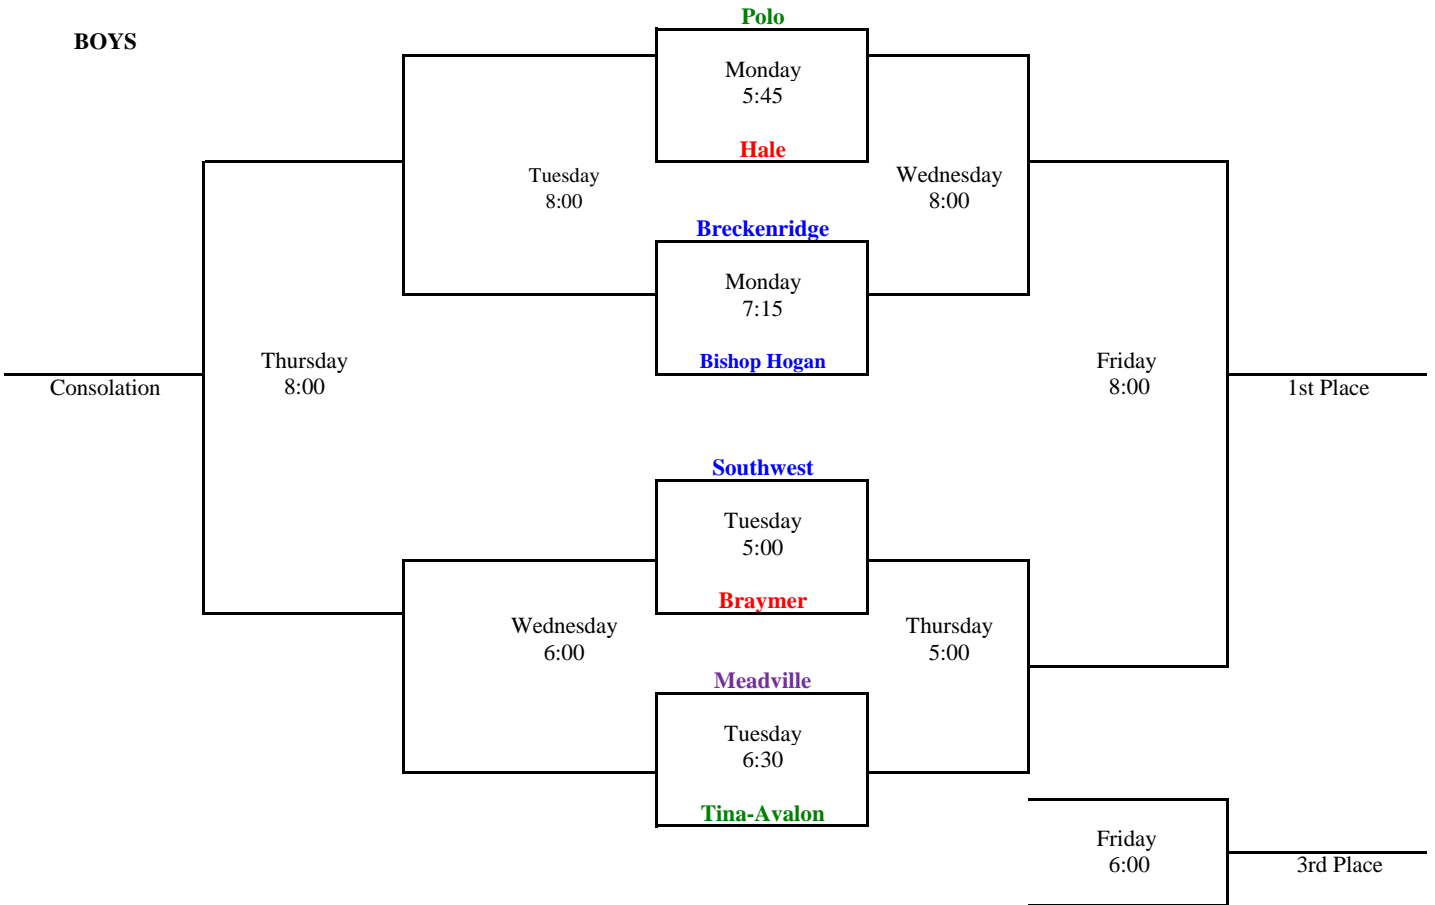 Polo
BOYS
Monday
5:45
Hale
Tuesday
8:00
Wednesday
8:00
Breckenridge
Monday
7:15
Bishop Hogan
Thursday
8:00
Friday
8:00
Consolation
1st Place
Southwest
Tuesday
5:00
Braymer
Wednesday
6:00
Thursday
5:00
Meadville
Tuesday
6:30
Tina-Avalon
Friday
6:00
3rd Place